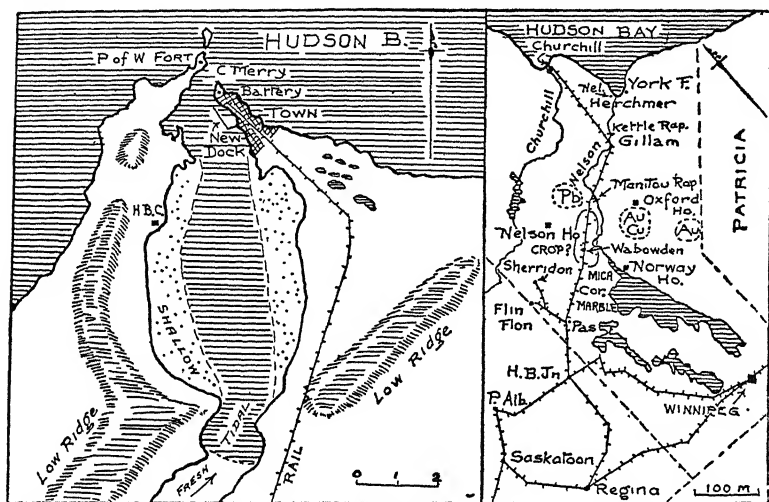 HUDSON B.
P of W FORT
C Merry
Battery
TOWN
New
Dock
H.B.C.
SHALLOW
TIDAL
Low Ridge
Low Ridge
FRESH
RAIL
0 1 2
HUDSON BAY
Churchill
York F.
Nel.
Herchmer
Kettle Rap.
Gillam
Churchill
Nelson
Manitou Rap
Pb
Oxford
Ho.
Au
Cu
Au
PATRICIA
Nelson Ho
CROP?
Wabowden
Sherridon
MICA
Norway
Ho.
Cor.
MARBLE
Flin
Flon
Pas
H.B.Jn
P. Alb.
WINNIPEG
Saskatoon
Regina
100 m